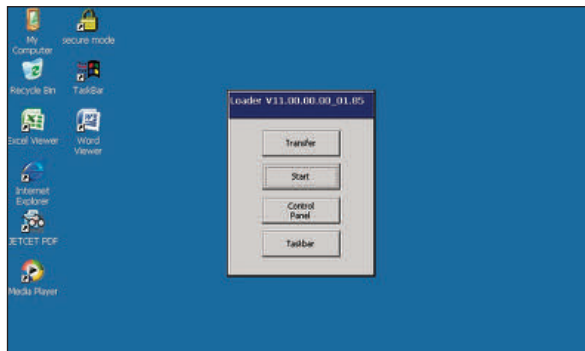 My
Computer
secure mode
Recycle Bin
TaskBar
Excel Viewer
Word
Viewer
Internet
Explorer
JETCET PDF
Media Player
Loader V11.00.00.00_01.05
Transfer
Start
Control
Panel
Taskbar